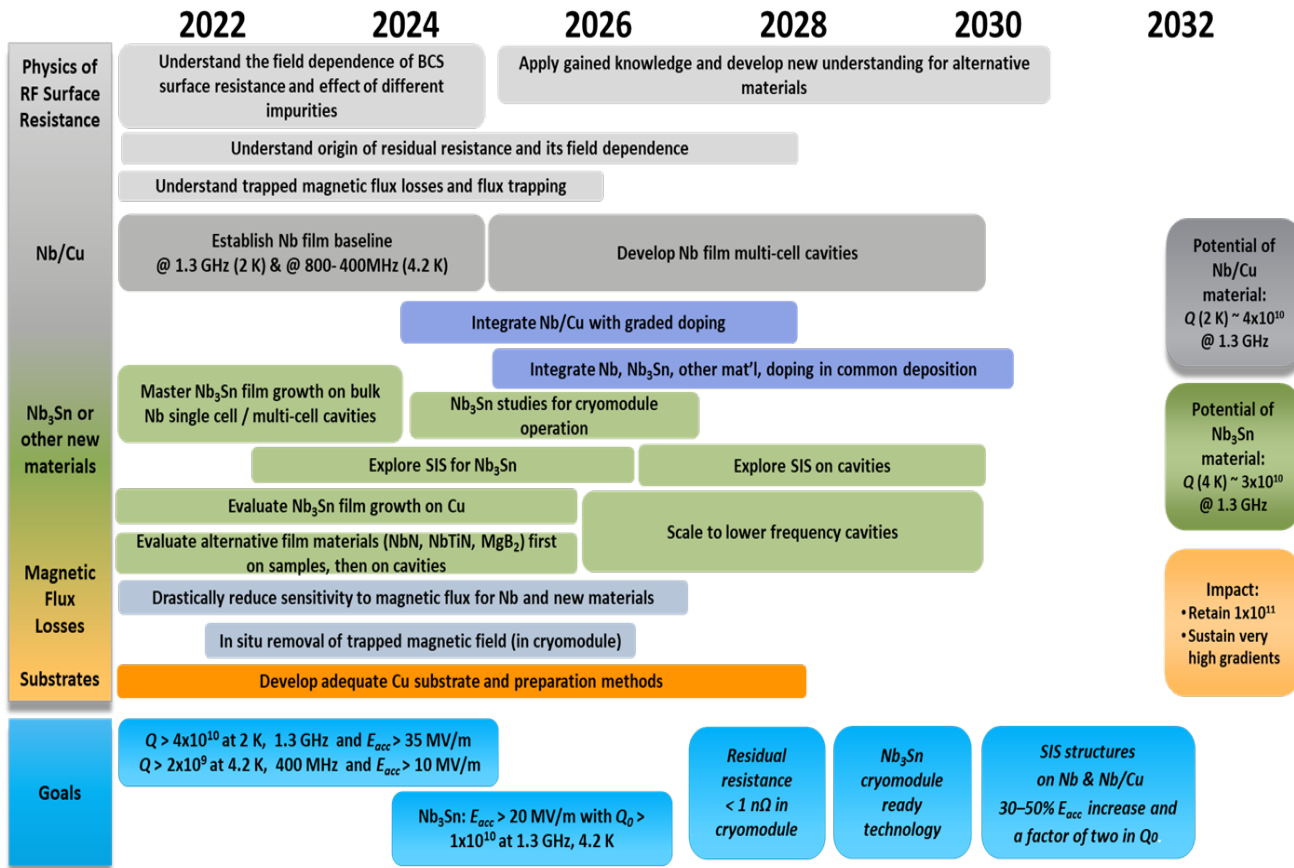 2022 2024 2026 2028 2030 2032
Physics of
RF Surface
Resistance
Understand the field dependence of BCS
surface resistance and effect of different
impurities
Apply gained knowledge and develop new understanding for alternative
materials
Understand origin of residual resistance and its field dependence
Understand trapped magnetic flux losses and flux trapping
Nb/Cu
Establish Nb film baseline
@ 1.3 GHz (2 K) & @ 800- 400MHz (4.2 K)
Develop Nb film multi-cell cavities
Potential of
Nb/Cu
material:
Q (2 K) ~ 4x10¹⁰
@ 1.3 GHz
Integrate Nb/Cu with graded doping
Integrate Nb, Nb₃Sn, other mat'l, doping in common deposition
Nb₃Sn or
other new
materials
Master Nb₃Sn film growth on bulk
Nb single cell / multi-cell cavities
Nb₃Sn studies for cryomodule
operation
Potential of
Nb₃Sn
material:
Q (4 K) ~ 3x10¹⁰
@ 1.3 GHz
Explore SIS for Nb₃Sn
Explore SIS on cavities
Evaluate Nb₃Sn film growth on Cu
Scale to lower frequency cavities
Evaluate alternative film materials (NbN, NbTiN, MgB₂) first
on samples, then on cavities
Magnetic
Flux
Losses
Drastically reduce sensitivity to magnetic flux for Nb and new materials
In situ removal of trapped magnetic field (in cryomodule)
Impact:
• Retain 1x10¹¹
• Sustain very
high gradients
Substrates
Develop adequate Cu substrate and preparation methods
Goals
Q > 4x10¹⁰ at 2 K, 1.3 GHz and Eacc > 35 MV/m
Q > 2x10⁹ at 4.2 K, 400 MHz and Eacc > 10 MV/m
Nb₃Sn: Eacc > 20 MV/m with Q₀ >
1x10¹⁰ at 1.3 GHz, 4.2 K
Residual
resistance
< 1 nΩ in
cryomodule
Nb₃Sn
cryomodule
ready
technology
SIS structures
on Nb & Nb/Cu
30–50% Eacc increase and
a factor of two in Q₀.